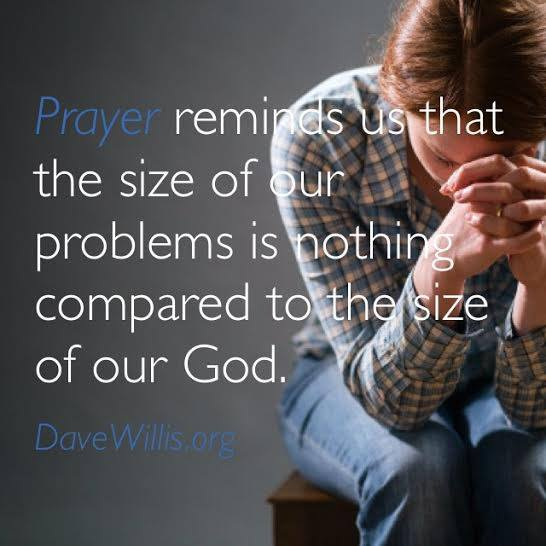 Prayer reminds us that
the size of our
problems is nothing
compared to the size
of our God.
DaveWillis.org